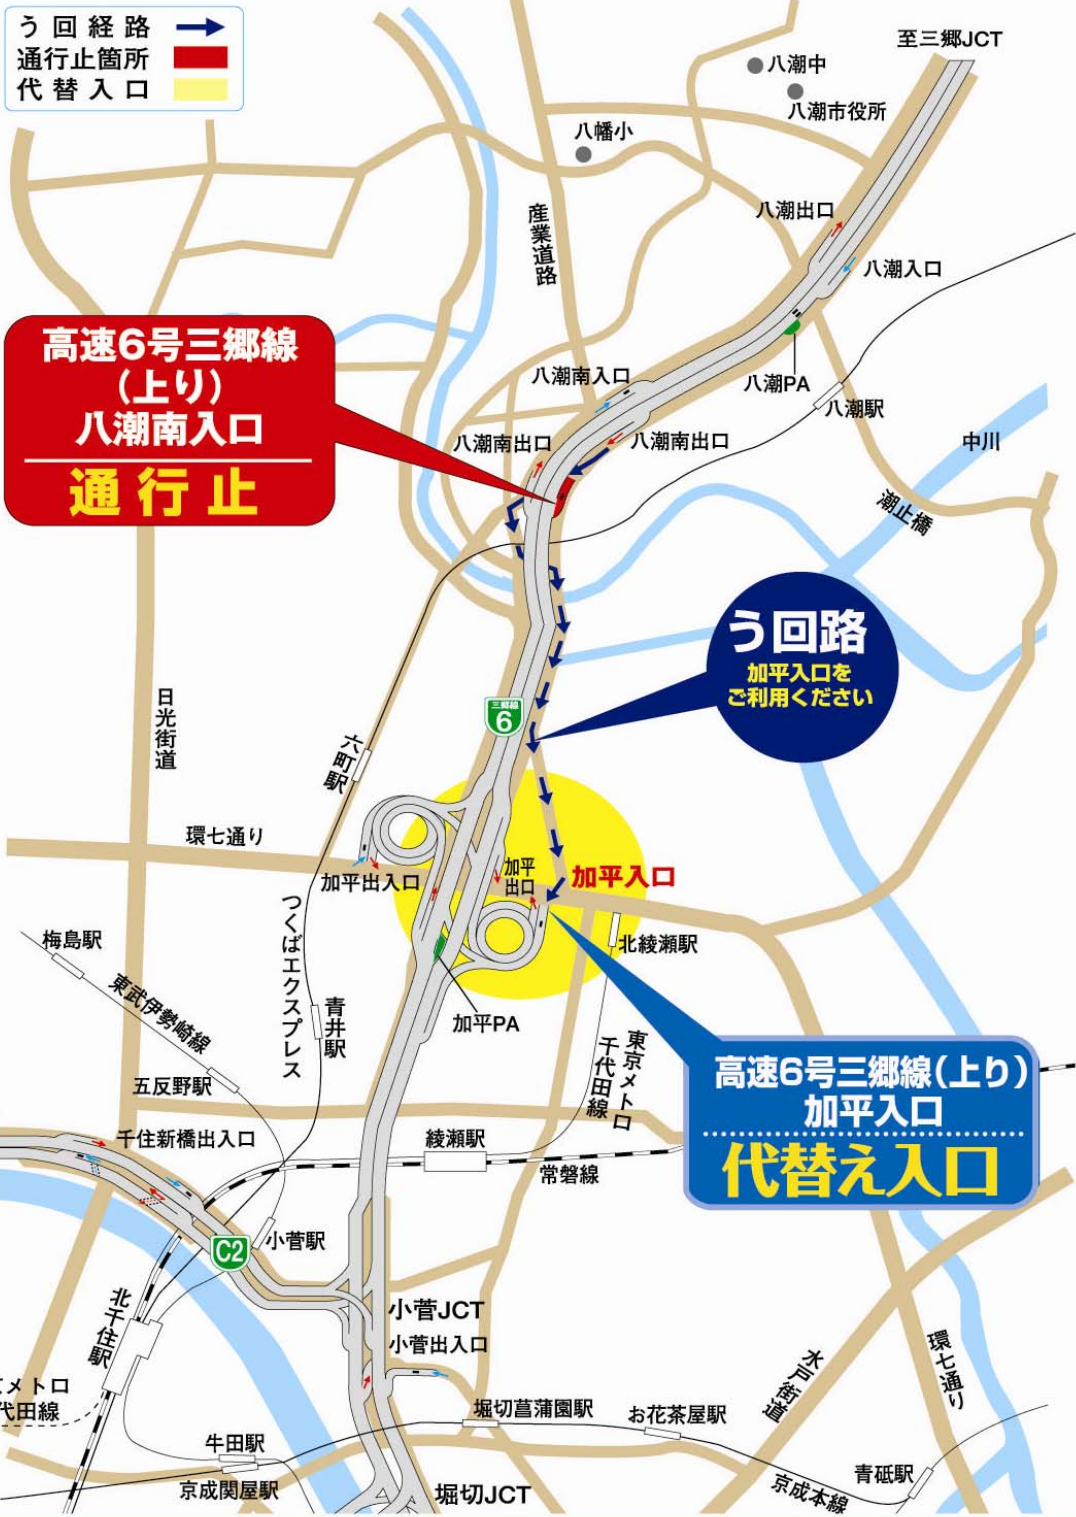 う回経路
通行止箇所
代替入口
至三郷JCT
八潮中
八潮市役所
八幡小
産業道路
八潮出口
八潮入口
高速6号三郷線
(上り)
八潮南入口
通行止
八潮南入口
八潮PA
八潮駅
八潮南出口
八潮南出口
中川
潮止橋
う回路
加平入口を
ご利用ください
日光街道
三郷線
6
六町駅
環七通り
加平出入口
加平
出口
加平入口
つくばエクスプレス
北綾瀬駅
梅島駅
東武伊勢崎線
青井駅
加平PA
東京メトロ
千代田線
高速6号三郷線(上り)
加平入口
代替え入口
五反野駅
千住新橋出入口
綾瀬駅
常磐線
C2
小菅駅
北千住駅
小菅JCT
小菅出入口
水戸街道
環七通り
メトロ
代田線
堀切菖蒲園駅
お花茶屋駅
牛田駅
京成関屋駅
堀切JCT
京成本線
青砥駅